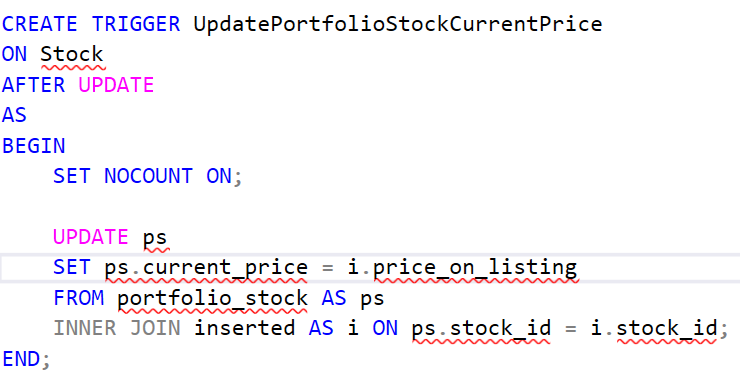 CREATE TRIGGER UpdatePortfolioStockCurrentPrice
ON Stock
AFTER UPDATE
AS
BEGIN
    SET NOCOUNT ON;

    UPDATE ps
    SET ps.current_price = i.price_on_listing
    FROM portfolio_stock AS ps
    INNER JOIN inserted AS i ON ps.stock_id = i.stock_id;
END;